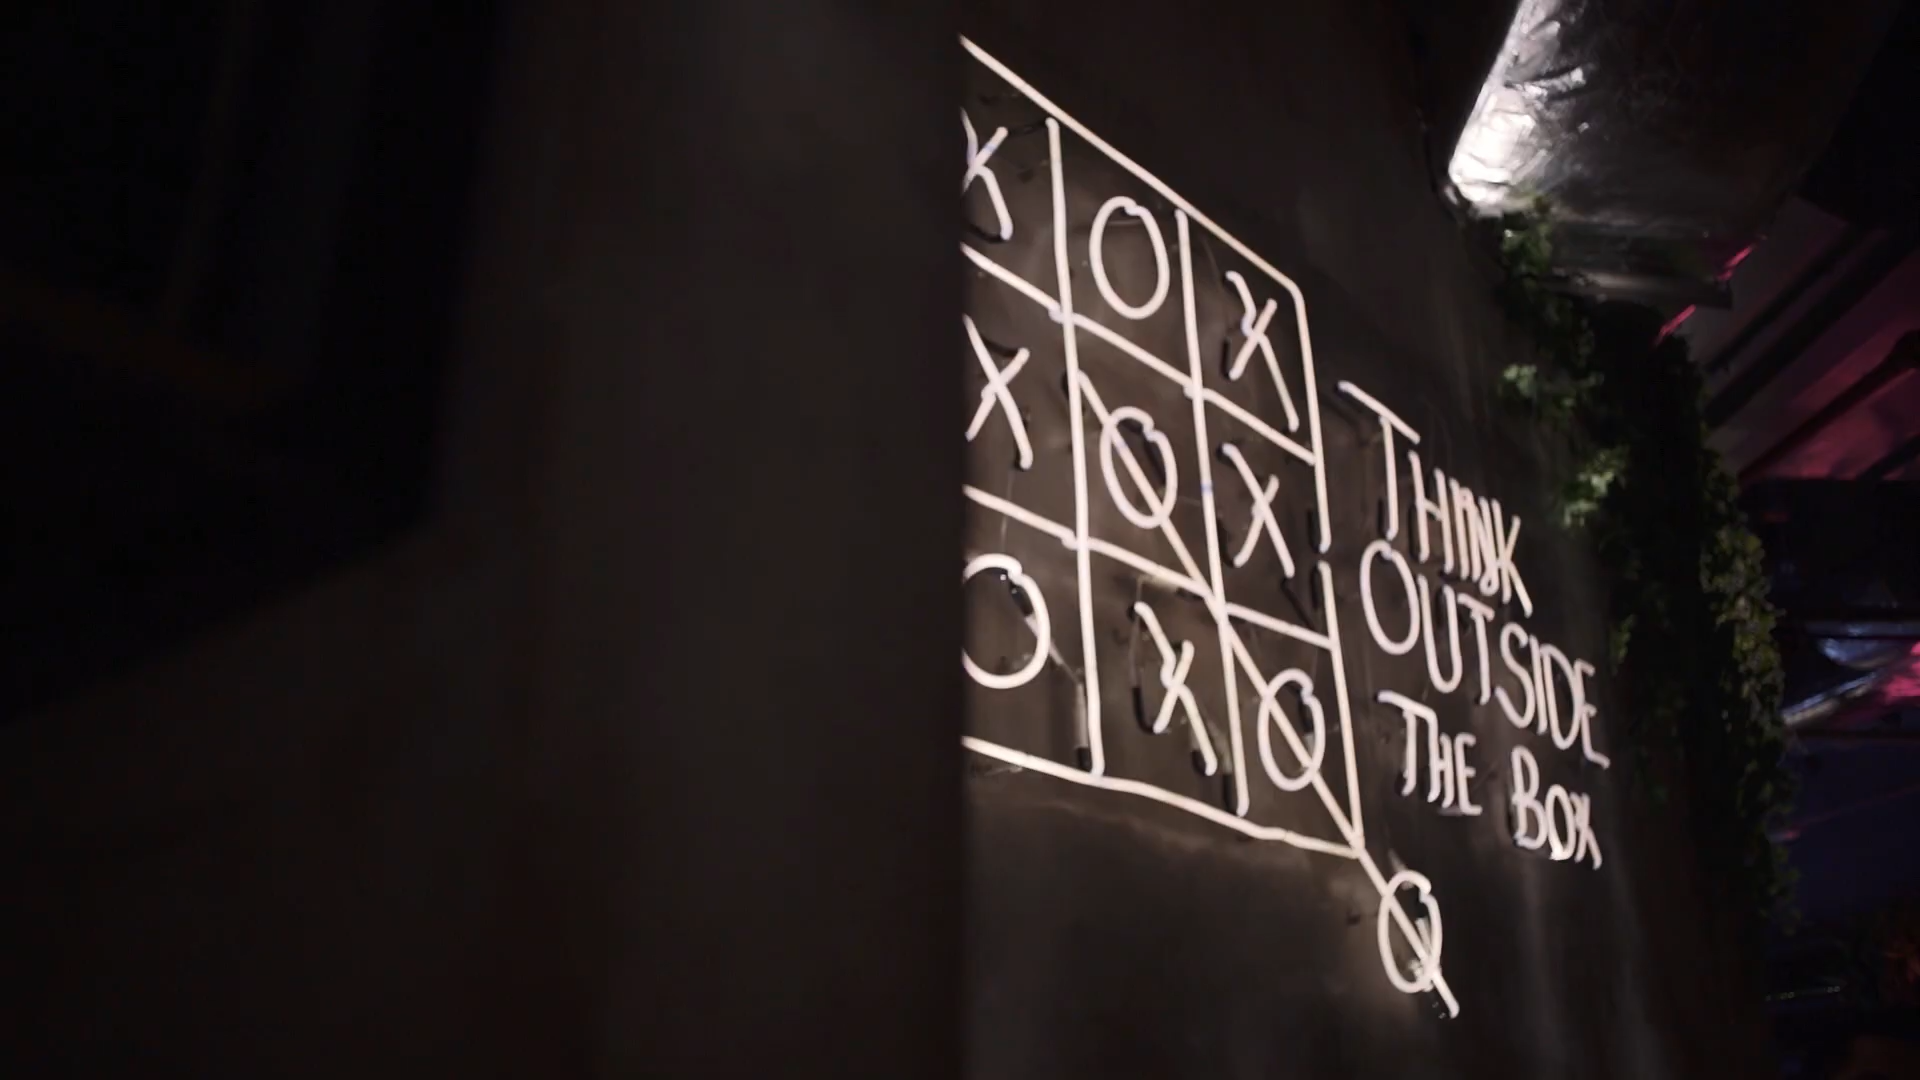 X O X
X O X
O X O
O
THINK
OUTSIDE
THE BOX